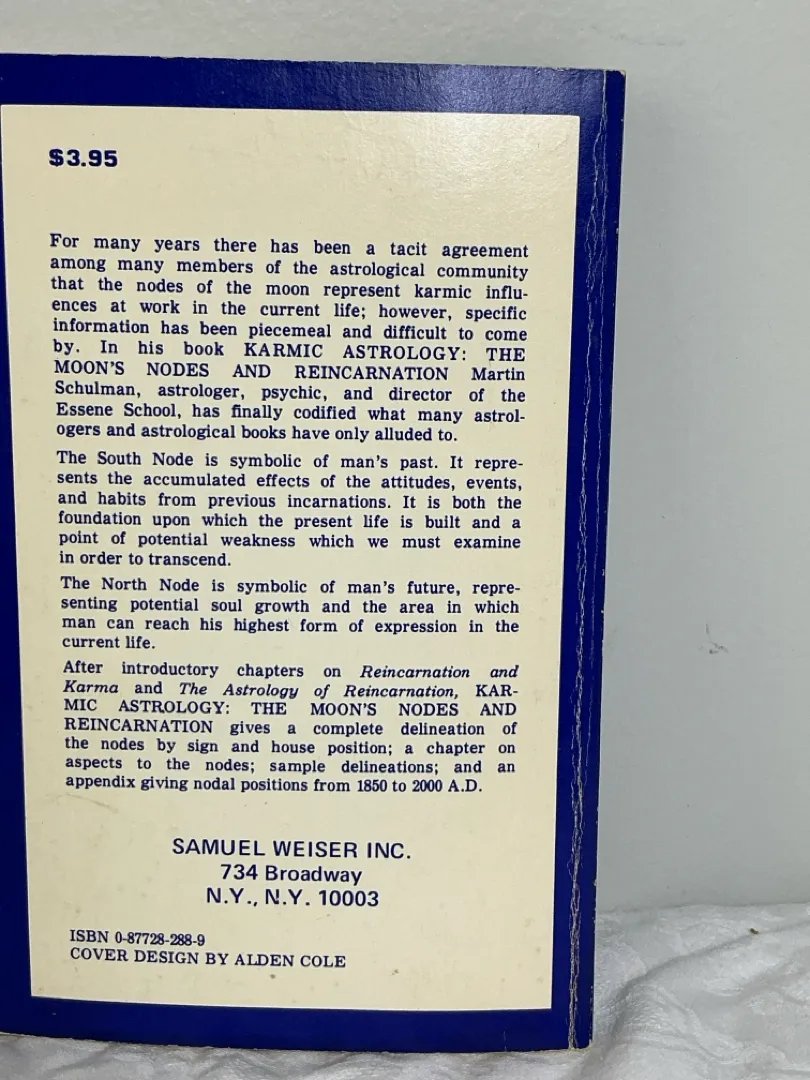 $3.95
For many years there has been a tacit agreement
among many members of the astrological community
that the nodes of the moon represent karmic influ-
ences at work in the current life; however, specific
information has been piecemeal and difficult to come
by. In his book KARMIC ASTROLOGY: THE
MOON'S NODES AND REINCARNATION Martin
Schulman, astrologer, psychic, and director of the
Essene School, has finally codified what many astrol-
ogers and astrological books have only alluded to.
The South Node is symbolic of man's past. It repre-
sents the accumulated effects of the attitudes, events,
and habits from previous incarnations. It is both the
foundation upon which the present life is built and a
point of potential weakness which we must examine
in order to transcend.
The North Node is symbolic of man's future, repre-
senting potential soul growth and the area in which
man can reach his highest form of expression in the
current life.
After introductory chapters on Reincarnation and
Karma and The Astrology of Reincarnation, KAR-
MIC ASTROLOGY: THE MOON'S NODES AND
REINCARNATION gives a complete delineation of
the nodes by sign and house position; a chapter on
aspects to the nodes; sample delineations; and an
appendix giving nodal positions from 1850 to 2000 A.D.
SAMUEL WEISER INC.
734 Broadway
N.Y., N.Y. 10003
ISBN 0-87728-288-9
COVER DESIGN BY ALDEN COLE